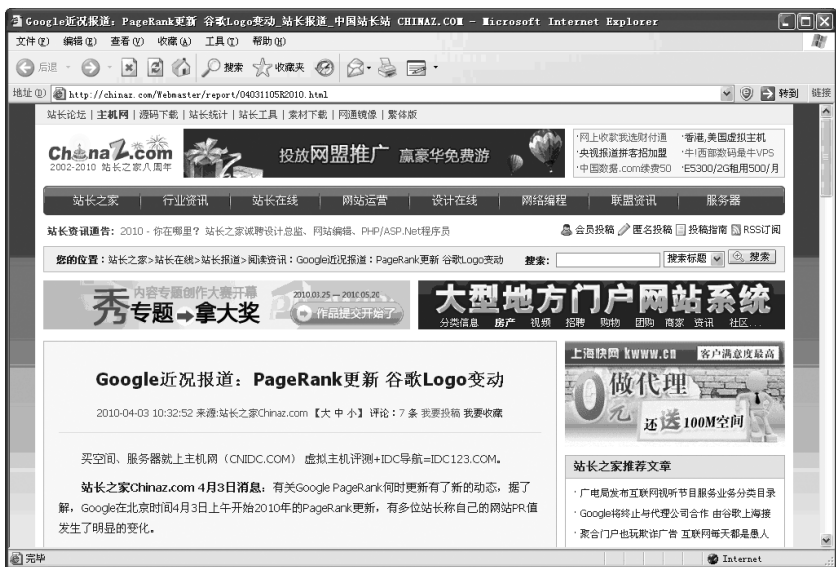 Google近况报道：PageRank更新 谷歌Logo变动_站长报道_中国站长站 CHINAZ.COM - Microsoft Internet Explorer
文件(F) 编辑(E) 查看(V) 收藏(A) 工具(T) 帮助(H)
后退 搜索 收藏夹
地址(D) http://chinaz.com/Webmaster/report/04031105R2010.html 转到 链接
站长论坛 | 主机网 | 源码下载 | 站长统计 | 站长工具 | 素材下载 | 网通镜像 | 繁体版
Chinaz.com
2002-2010 站长之家八周年
投放网盟推广 赢豪华免费游
·网上收款我选财付通 ·香港,美国虚拟主机
·央视报道拼客招加盟 ·牛!西部数码最牛VPS
·中国数据.com续费50 ·E5300/2G租用500/月
站长之家 | 行业资讯 | 站长在线 | 网站运营 | 设计在线 | 网络编程 | 联盟资讯 | 服务器
站长资讯通告： 2010 - 你在哪里？ 站长之家诚聘设计总监、网站编辑、PHP/ASP.Net程序员
会员投稿 匿名投稿 投稿指南 RSS订阅
您的位置：站长之家>站长在线>站长报道>阅读资讯：Google近况报道：PageRank更新 谷歌Logo变动 搜索： 搜索标题 搜索
内容专题创作大赛开幕
秀专题➡拿大奖
2010.03.25 — 2010.05.20
作品提交开始了
大型地方门户网站系统
分类信息 房产 视频 招聘 购物 团购 商家 资讯 社区...
Google近况报道：PageRank更新 谷歌Logo变动
2010-04-03 10:32:52 来源:站长之家Chinaz.com 【大 中 小】 评论：7 条 我要投稿 我要收藏
买空间、服务器就上主机网（CNIDC.COM） 虚拟主机评测+IDC导航=IDC123.COM。
站长之家Chinaz.com 4月3日消息：有关Google PageRank何时更新有了新的动态，据了
解，Google在北京时间4月3日上午开始2010年的PageRank更新，有多位站长称自己的网站PR值
发生了明显的变化。
上海快网 kwww.cn 客户满意度最高
0元 做代理
还送100M空间
站长之家推荐文章
·广电局发布互联网视听节目服务业务分类目录
·Google将终止与代理公司合作 由谷歌上海接
·聚合门户也玩欺诈广告 互联网每天都是愚人
完毕 Internet